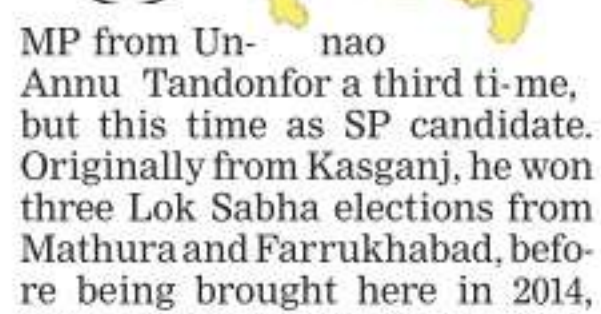 MP from Un- nao
Annu Tandonfor a third ti-me,
but this time as SP candidate.
Originally from Kasganj, he won
three Lok Sabha elections from
Mathura and Farrukhabad, befo-
re being brought here in 2014,